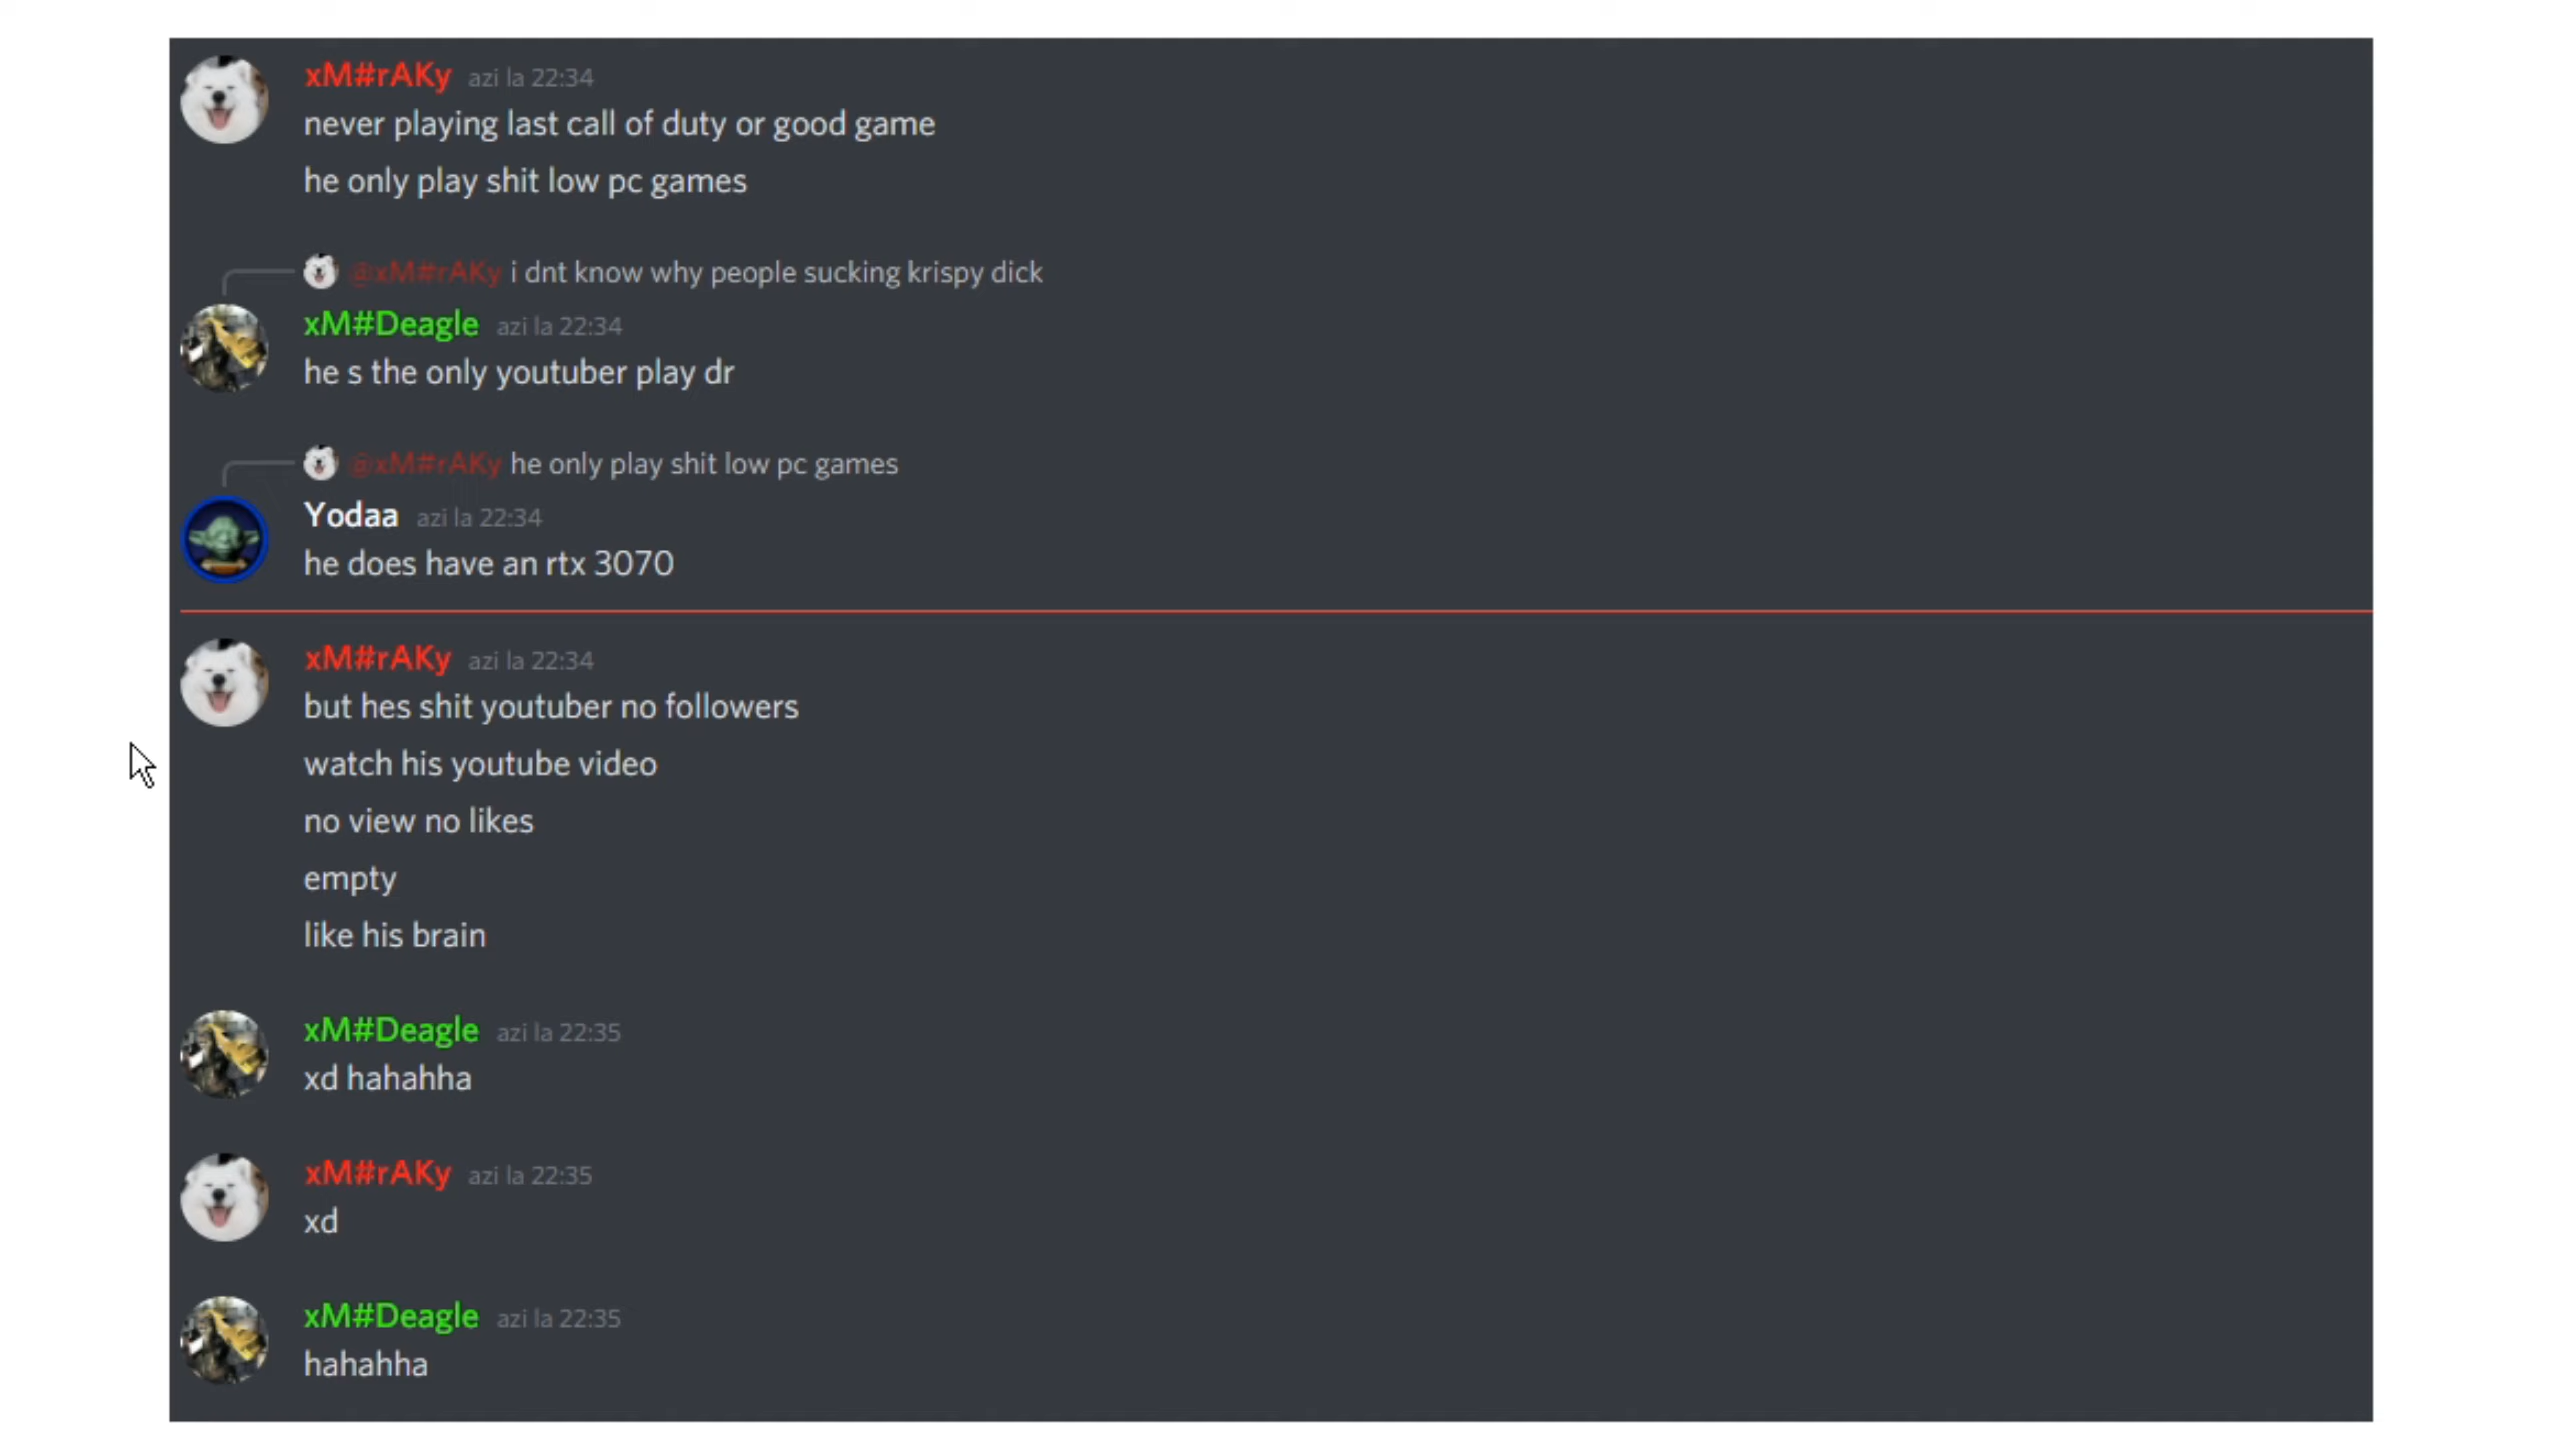 xM#rAKy azi la 22:34
never playing last call of duty or good game
he only play shit low pc games
@xM#rAKy i dnt know why people sucking krispy dick
xM#Deagle azi la 22:34
he s the only youtuber play dr
@xM#rAKy he only play shit low pc games
Yodaa azi la 22:34
he does have an rtx 3070
xM#rAKy azi la 22:34
but hes shit youtuber no followers
watch his youtube video
no view no likes
empty
like his brain
xM#Deagle azi la 22:35
xd hahahha
xM#rAKy azi la 22:35
xd
xM#Deagle azi la 22:35
hahahha